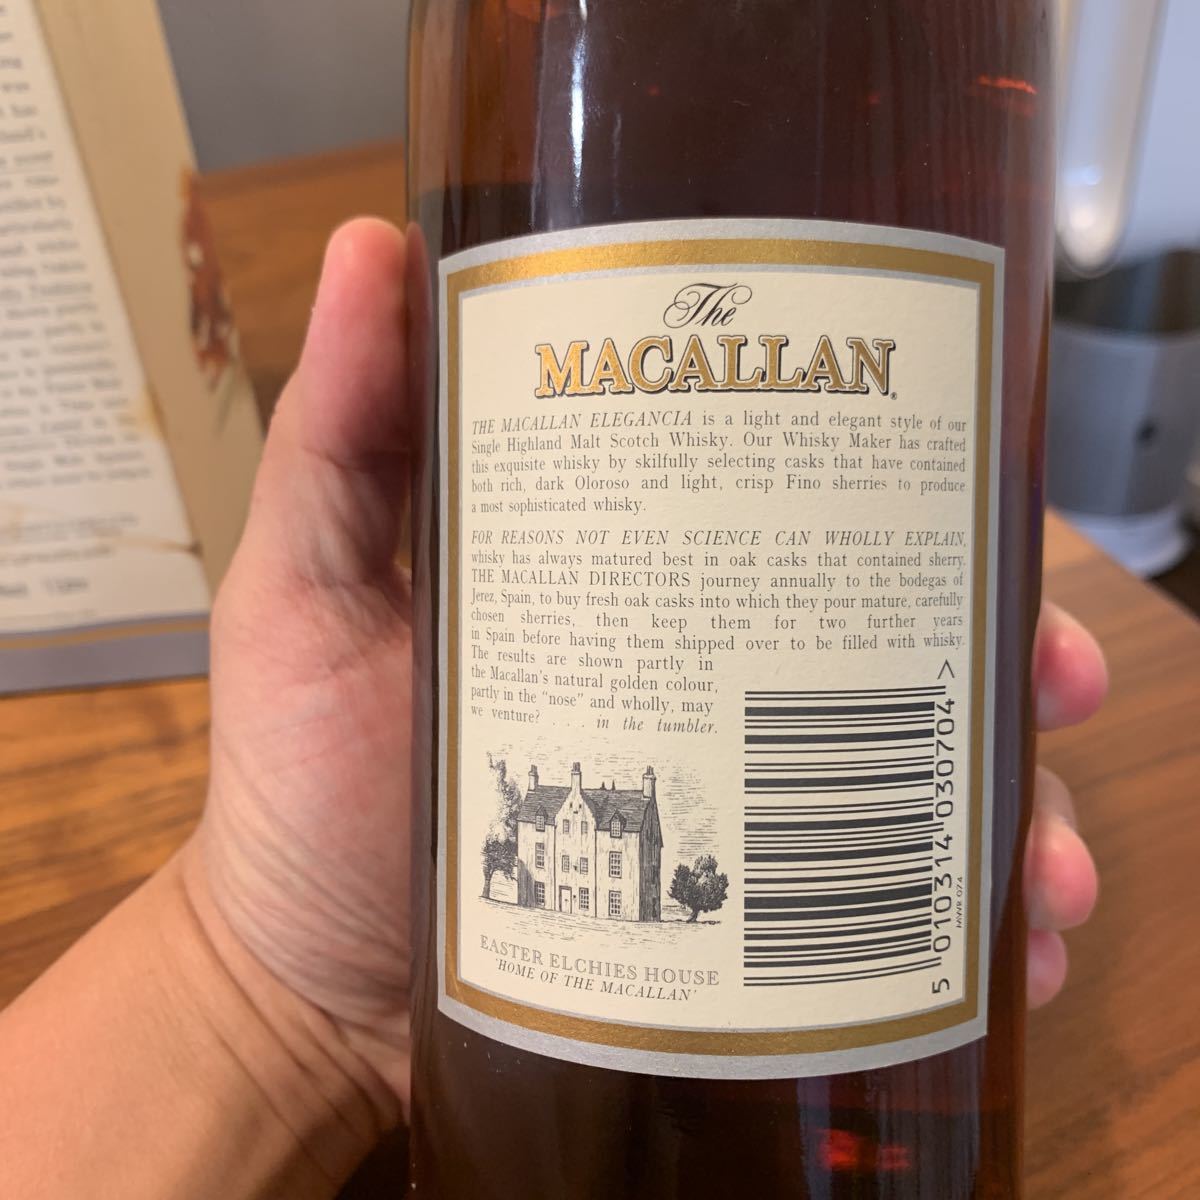 The
MACALLAN
THE MACALLAN ELEGANCIA is a light and elegant style of our
Single Highland Malt Scotch Whisky. Our Whisky Maker has crafted
this exquisite whisky by skilfully selecting casks that have contained
both rich, dark Oloroso and light, crisp Fino sherries to produce
a most sophisticated whisky.
FOR REASONS NOT EVEN SCIENCE CAN WHOLLY EXPLAIN,
whisky has always matured best in oak casks that contained sherry.
THE MACALLAN DIRECTORS journey annually to the bodegas of
Jerez, Spain, to buy fresh oak casks into which they pour mature, carefully
chosen sherries, then keep them for two further years
in Spain before having them shipped over to be filled with whisky.
The results are shown partly in
the Macallan's natural golden colour,
partly in the "nose" and wholly, may
we venture? . . . in the tumbler.
EASTER ELCHIES HOUSE
'HOME OF THE MACALLAN'
5 010314 030704 >
MWR 074